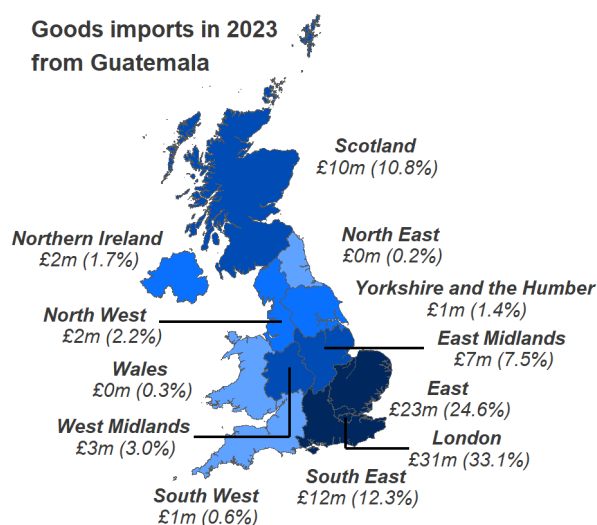 Goods imports in 2023
from Guatemala
Scotland
£10m (10.8%)
Northern Ireland
£2m (1.7%)
North East
£0m (0.2%)
Yorkshire and the Humber
£1m (1.4%)
North West
£2m (2.2%)
East Midlands
£7m (7.5%)
Wales
£0m (0.3%)
East
£23m (24.6%)
West Midlands
£3m (3.0%)
London
£31m (33.1%)
South East
£12m (12.3%)
South West
£1m (0.6%)